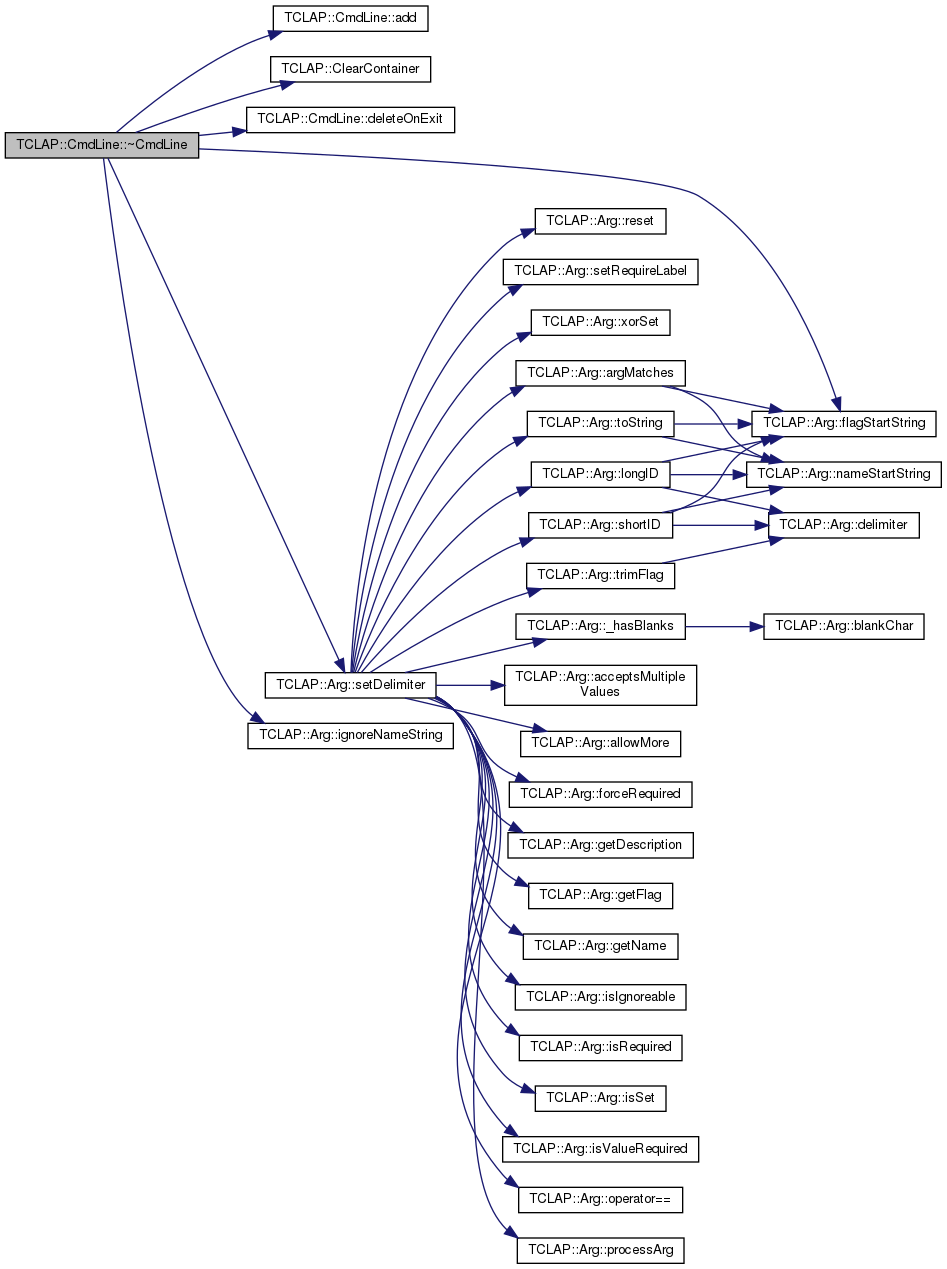 TCLAP::CmdLine::~CmdLine
TCLAP::CmdLine::add
TCLAP::ClearContainer
TCLAP::CmdLine::deleteOnExit
TCLAP::Arg::setDelimiter
TCLAP::Arg::ignoreNameString
TCLAP::Arg::reset
TCLAP::Arg::setRequireLabel
TCLAP::Arg::xorSet
TCLAP::Arg::argMatches
TCLAP::Arg::toString
TCLAP::Arg::longID
TCLAP::Arg::shortID
TCLAP::Arg::trimFlag
TCLAP::Arg::_hasBlanks
TCLAP::Arg::acceptsMultiple
Values
TCLAP::Arg::allowMore
TCLAP::Arg::forceRequired
TCLAP::Arg::getDescription
TCLAP::Arg::getFlag
TCLAP::Arg::getName
TCLAP::Arg::isIgnoreable
TCLAP::Arg::isRequired
TCLAP::Arg::isSet
TCLAP::Arg::isValueRequired
TCLAP::Arg::operator==
TCLAP::Arg::processArg
TCLAP::Arg::flagStartString
TCLAP::Arg::nameStartString
TCLAP::Arg::delimiter
TCLAP::Arg::blankChar